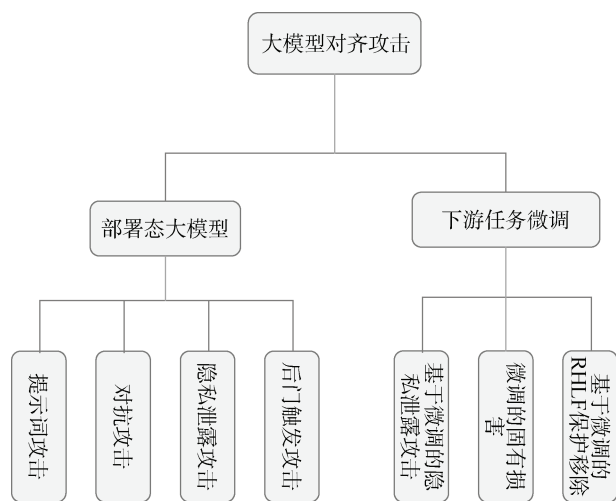 大模型对齐攻击
部署态大模型
下游任务微调
提示词攻击
对抗攻击
隐私泄露攻击
后门触发攻击
基于微调的隐
私泄露攻击
微调的固有损
害
基于微调的
RHLF保护移除